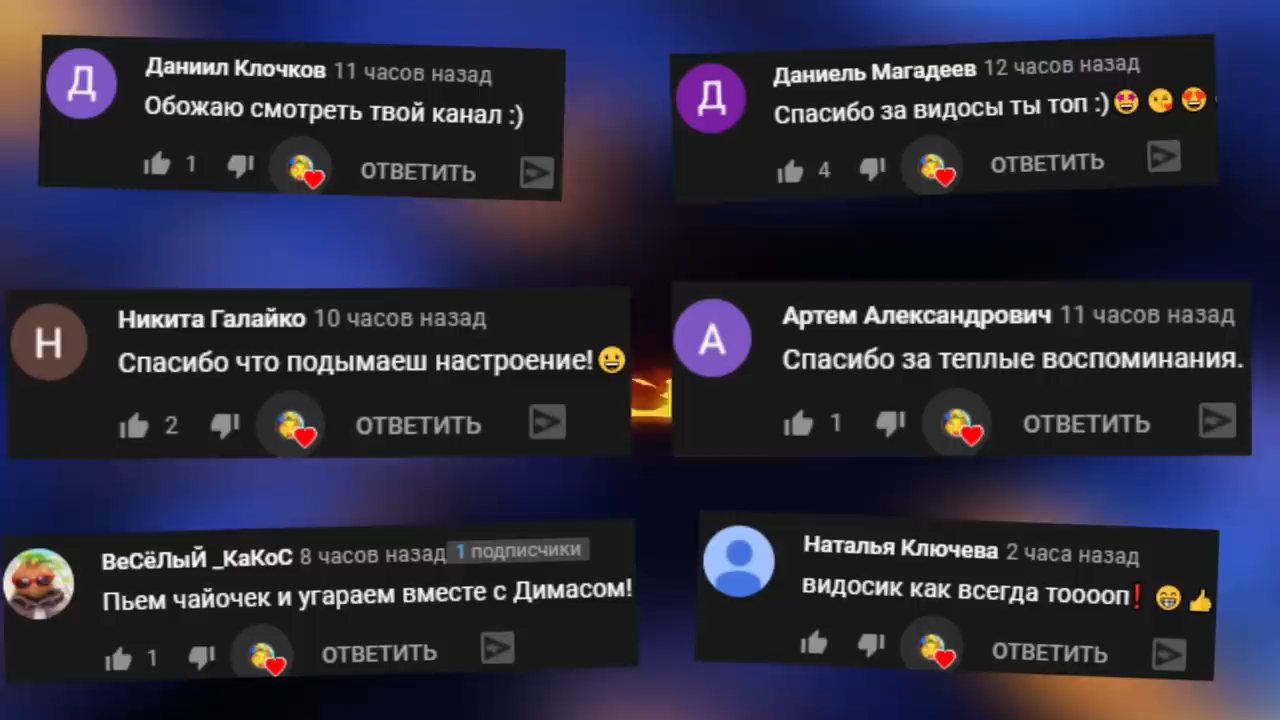 Д
Даниил Клочков 11 часов назад
Обожаю смотреть твой канал :)
1 ОТВЕТИТЬ
Д
Даниель Магадеев 12 часов назад
Спасибо за видосы ты топ :)🤩😘🤩
4 ОТВЕТИТЬ
Н
Никита Галайко 10 часов назад
Спасибо что подымаеш настроение!😀
2 ОТВЕТИТЬ
А
Артем Александрович 11 часов назад
Спасибо за теплые воспоминания.
1 ОТВЕТИТЬ
ВеСёЛыЙ _КаКоС 8 часов назад 1 подписчики
Пьем чайочек и угараем вместе с Димасом!
1 ОТВЕТИТЬ
Наталья Ключева 2 часа назад
видосик как всегда тооооп❗😁👍
ОТВЕТИТЬ